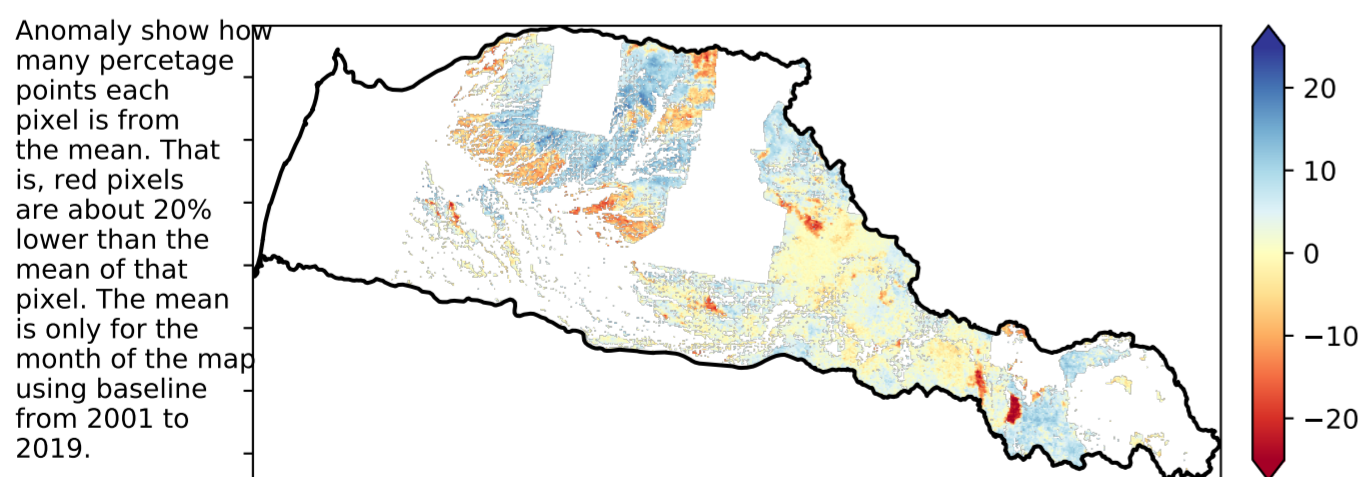 Anomaly show how
many percetage
points each
pixel is from
the mean. That
is, red pixels
are about 20%
lower than the
mean of that
pixel. The mean
is only for the
month of the map
using baseline
from 2001 to
2019.
20
10
0
−10
−20